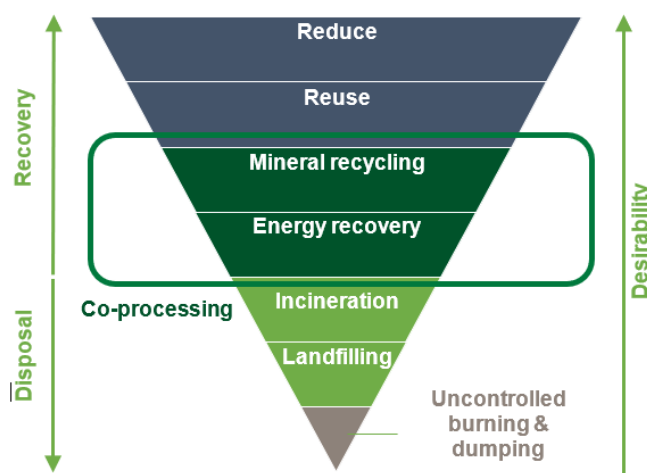 Reduce
Reuse
Recovery
Mineral recycling
Energy recovery
Desirability
Co-processing
Incineration
Disposal
Landfilling
Uncontrolled
burning &
dumping